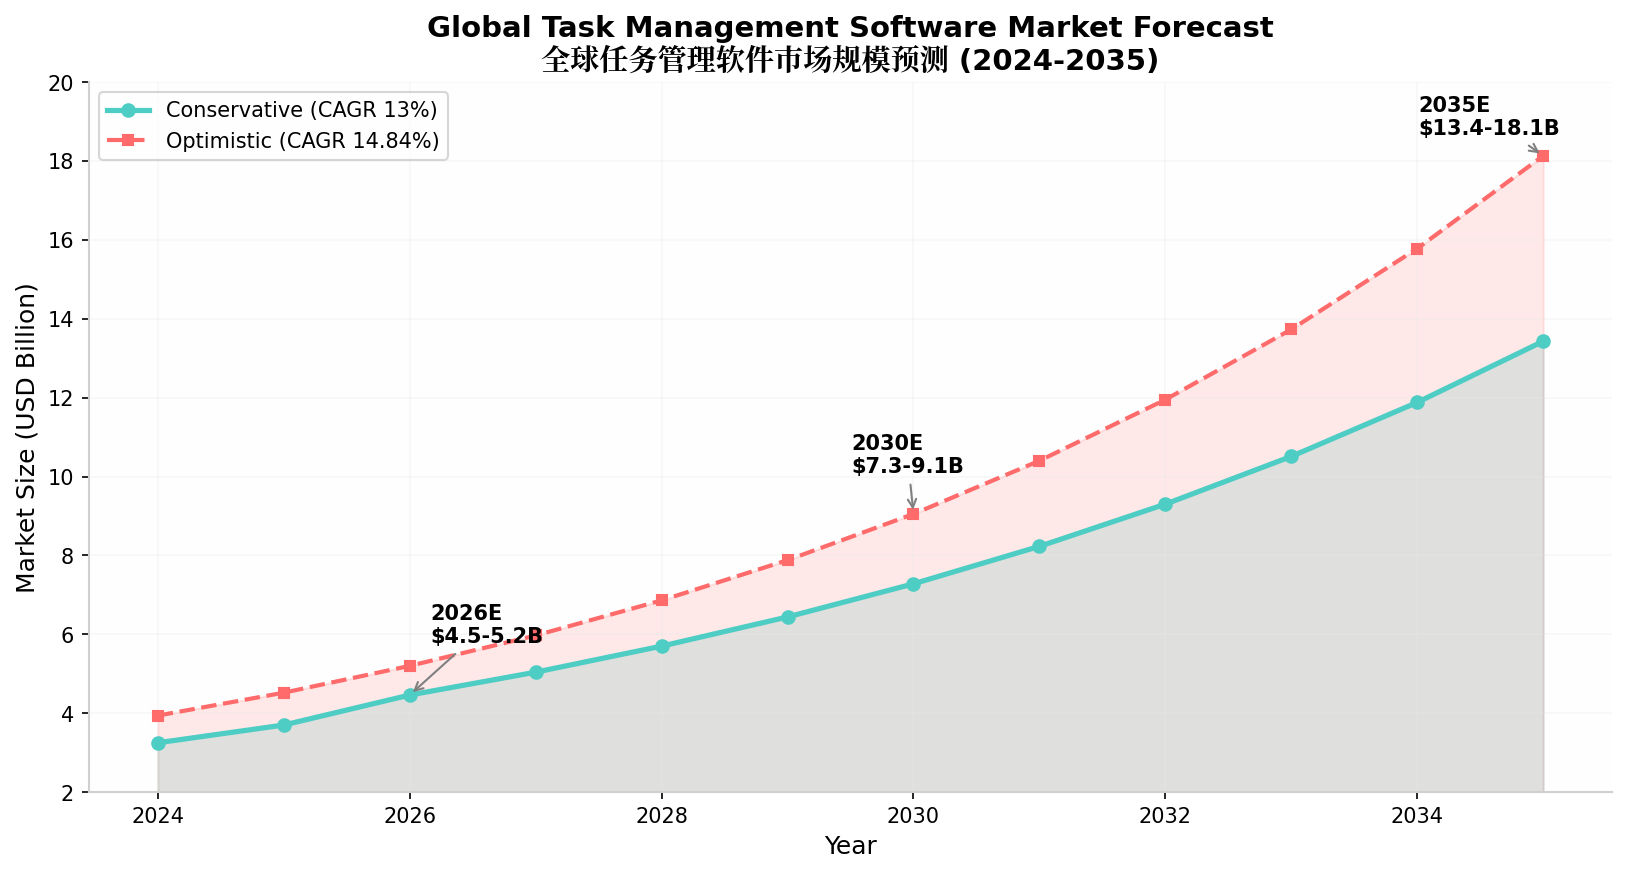 Global Task Management Software Market Forecast
全球任务管理软件市场规模预测 (2024-2035)
Conservative (CAGR 13%)
Optimistic (CAGR 14.84%)
2035E
$13.4-18.1B
2030E
$7.3-9.1B
2026E
$4.5-5.2B
Market Size (USD Billion)
20
18
16
14
12
10
8
6
4
2
2024
2026
2028
2030
2032
2034
Year